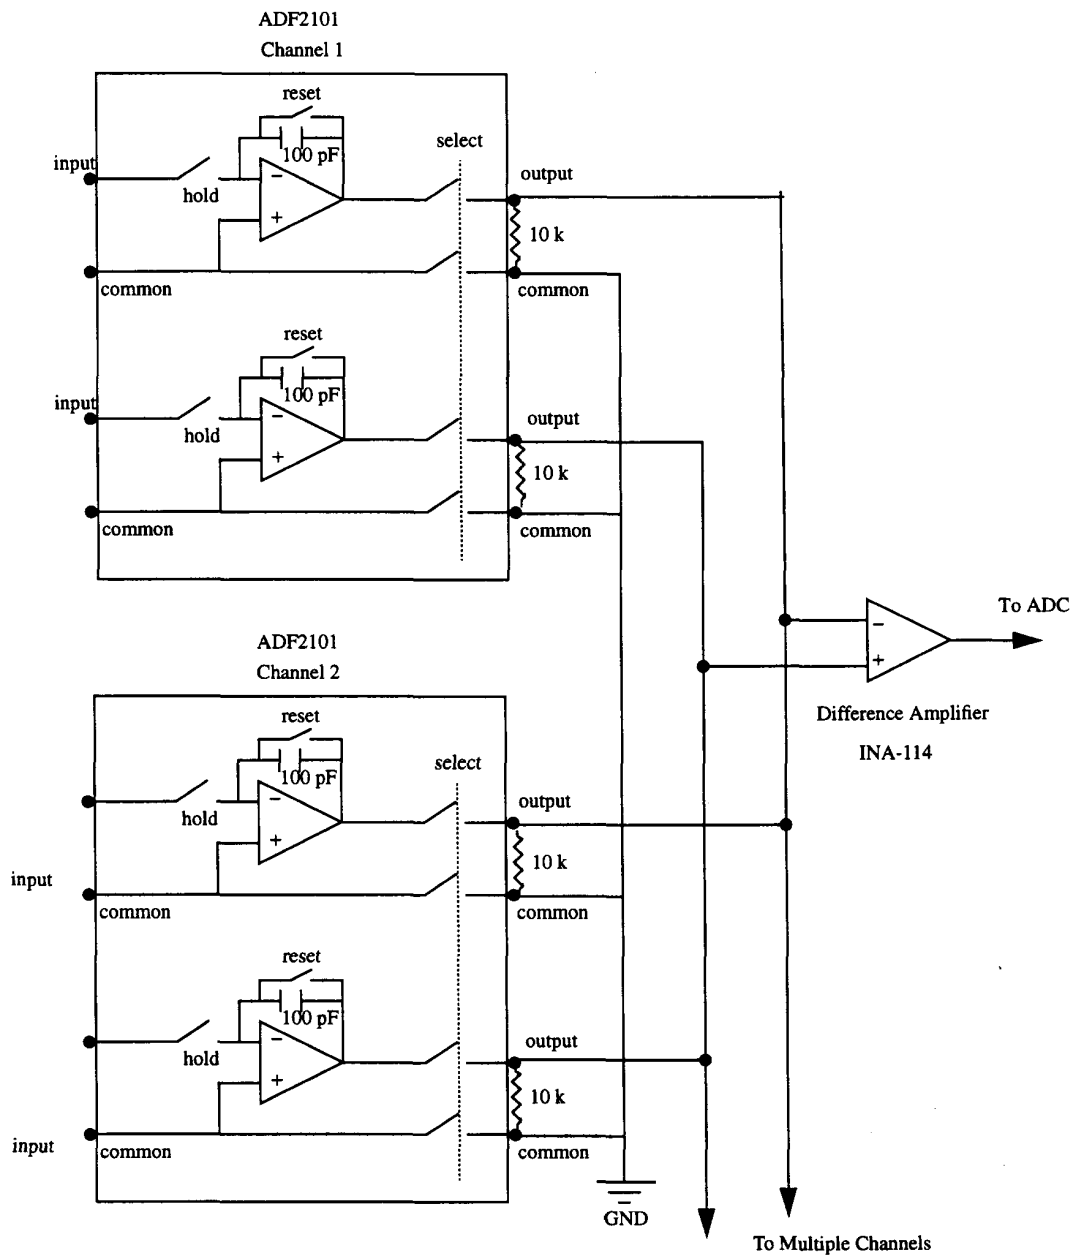 ADF2101
Channel 1
reset
100 pF
select
input
hold
−
+
output
10 k
common
common
reset
100 pF
input
hold
−
+
output
10 k
common
common
To ADC
−
+
Difference Amplifier
INA-114
ADF2101
Channel 2
reset
100 pF
select
hold
−
+
output
10 k
input
common
common
reset
100 pF
hold
−
+
output
10 k
input
common
common
GND
To Multiple Channels